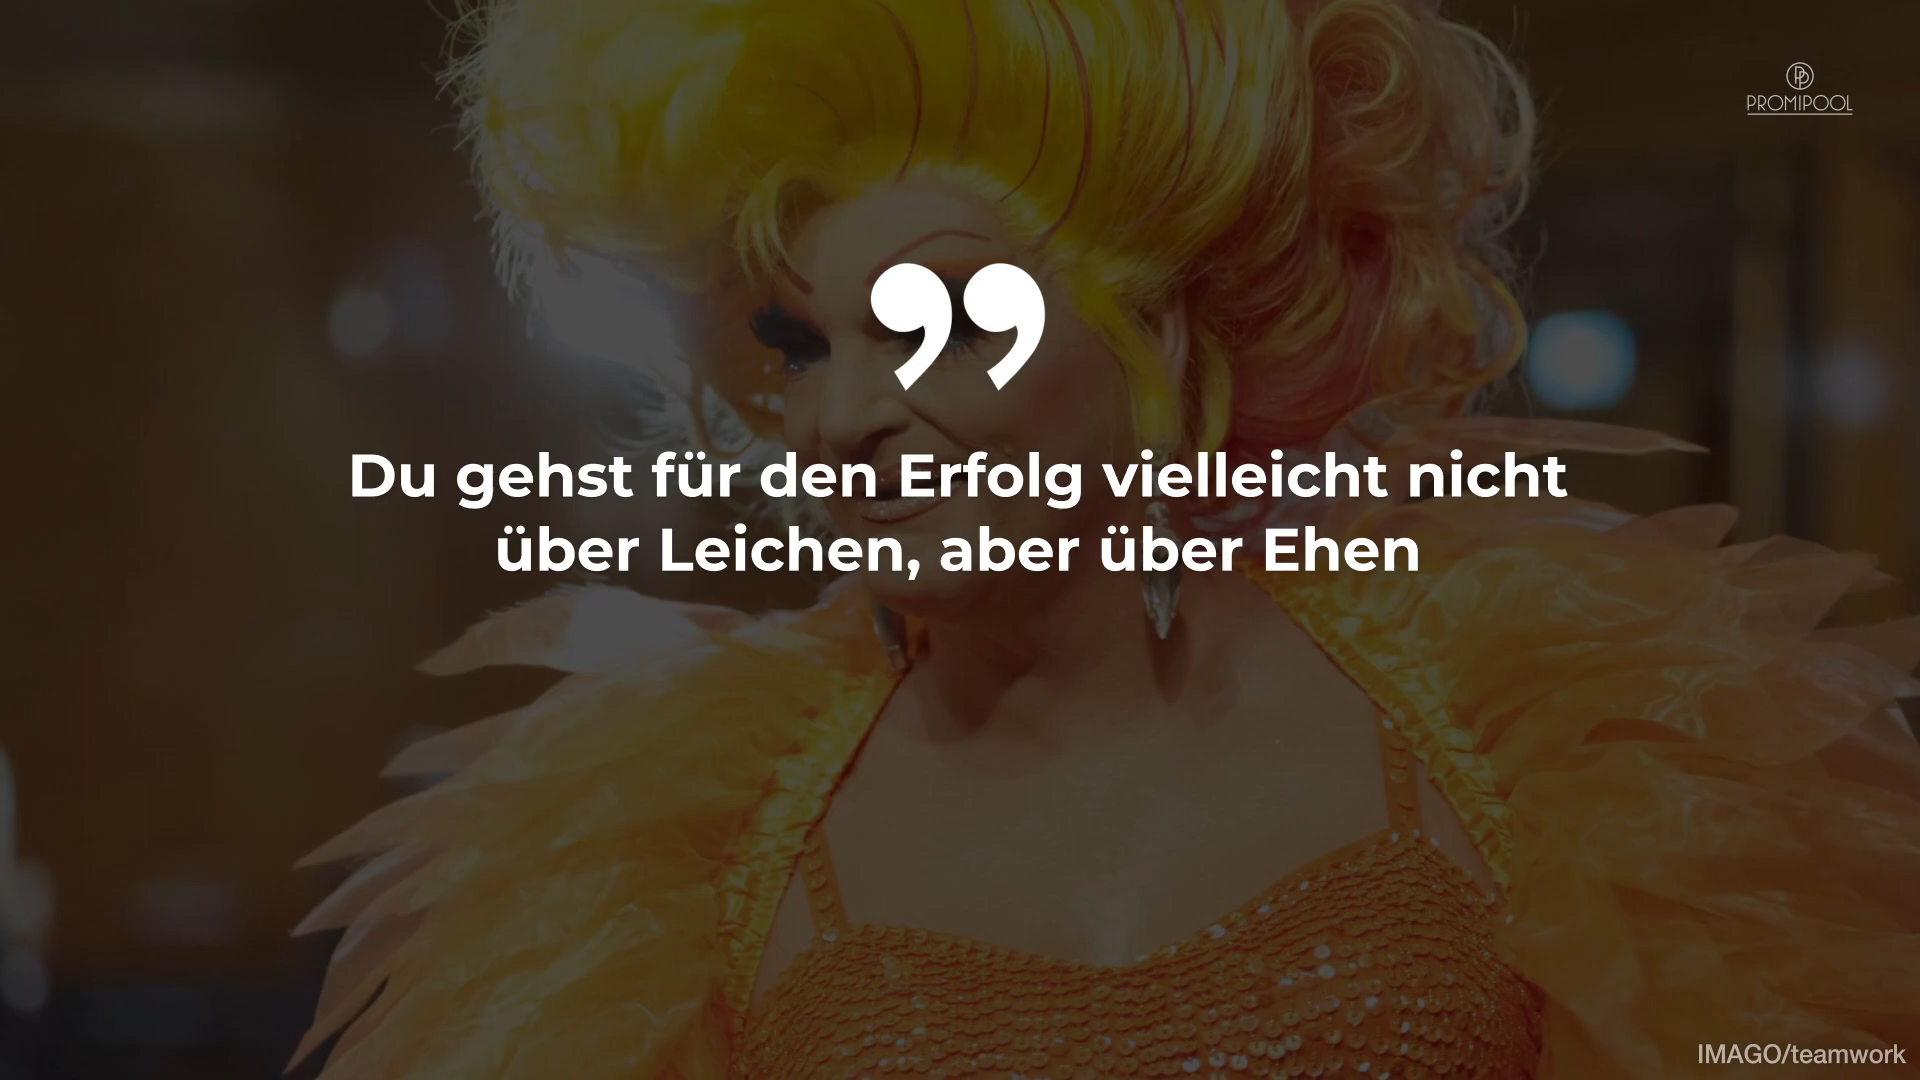 PROMIPOOL
Du gehst für den Erfolg vielleicht nicht
über Leichen, aber über Ehen
IMAGO/teamwork